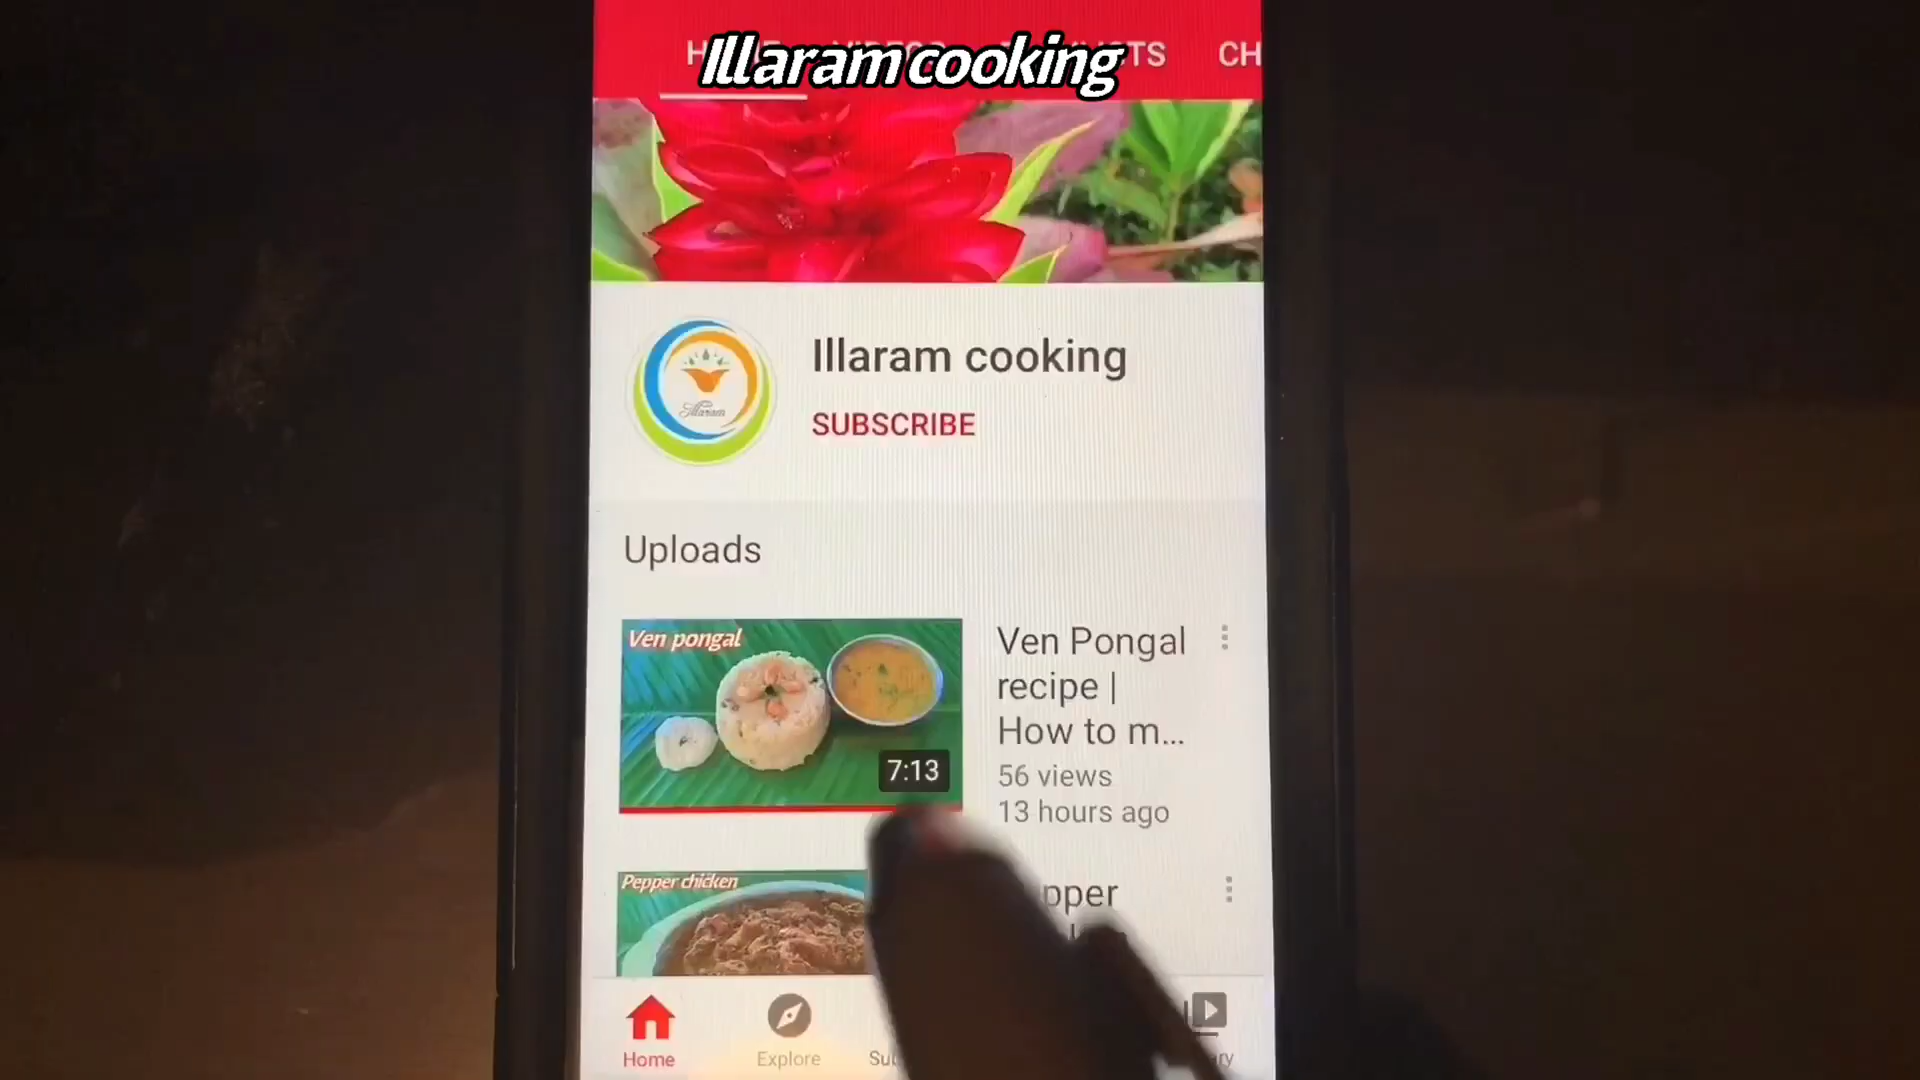 Illaram cooking
CH
Illaram cooking
Illaram
SUBSCRIBE
Uploads
Ven pongal
7:13
Ven Pongal
recipe |
How to m...
56 views
13 hours ago
Pepper chicken
Home
Explore